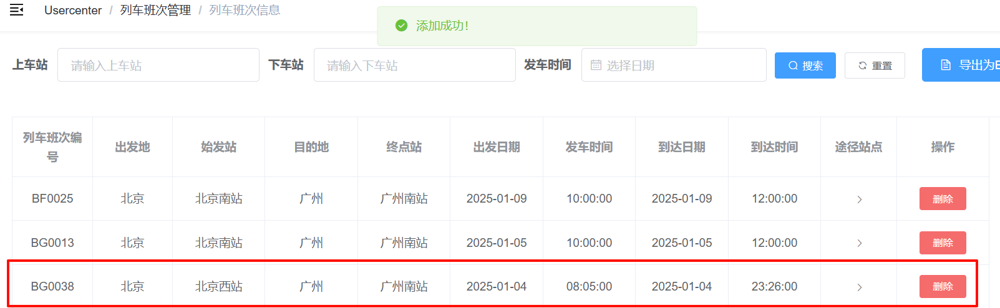 Usercenter / 列车班次管理 / 列车班次信息
添加成功!
上车站 请输入上车站 下车站 请输入下车站 发车时间 选择日期 搜索 重置 导出为E
列车班次编号 出发地 始发站 目的地 终点站 出发日期 发车时间 到达日期 到达时间 途径站点 操作
BF0025 北京 北京南站 广州 广州南站 2025-01-09 10:00:00 2025-01-09 12:00:00 > 删除
BG0013 北京 北京南站 广州 广州南站 2025-01-05 10:00:00 2025-01-05 12:00:00 > 删除
BG0038 北京 北京西站 广州 广州南站 2025-01-04 08:05:00 2025-01-04 23:26:00 > 删除